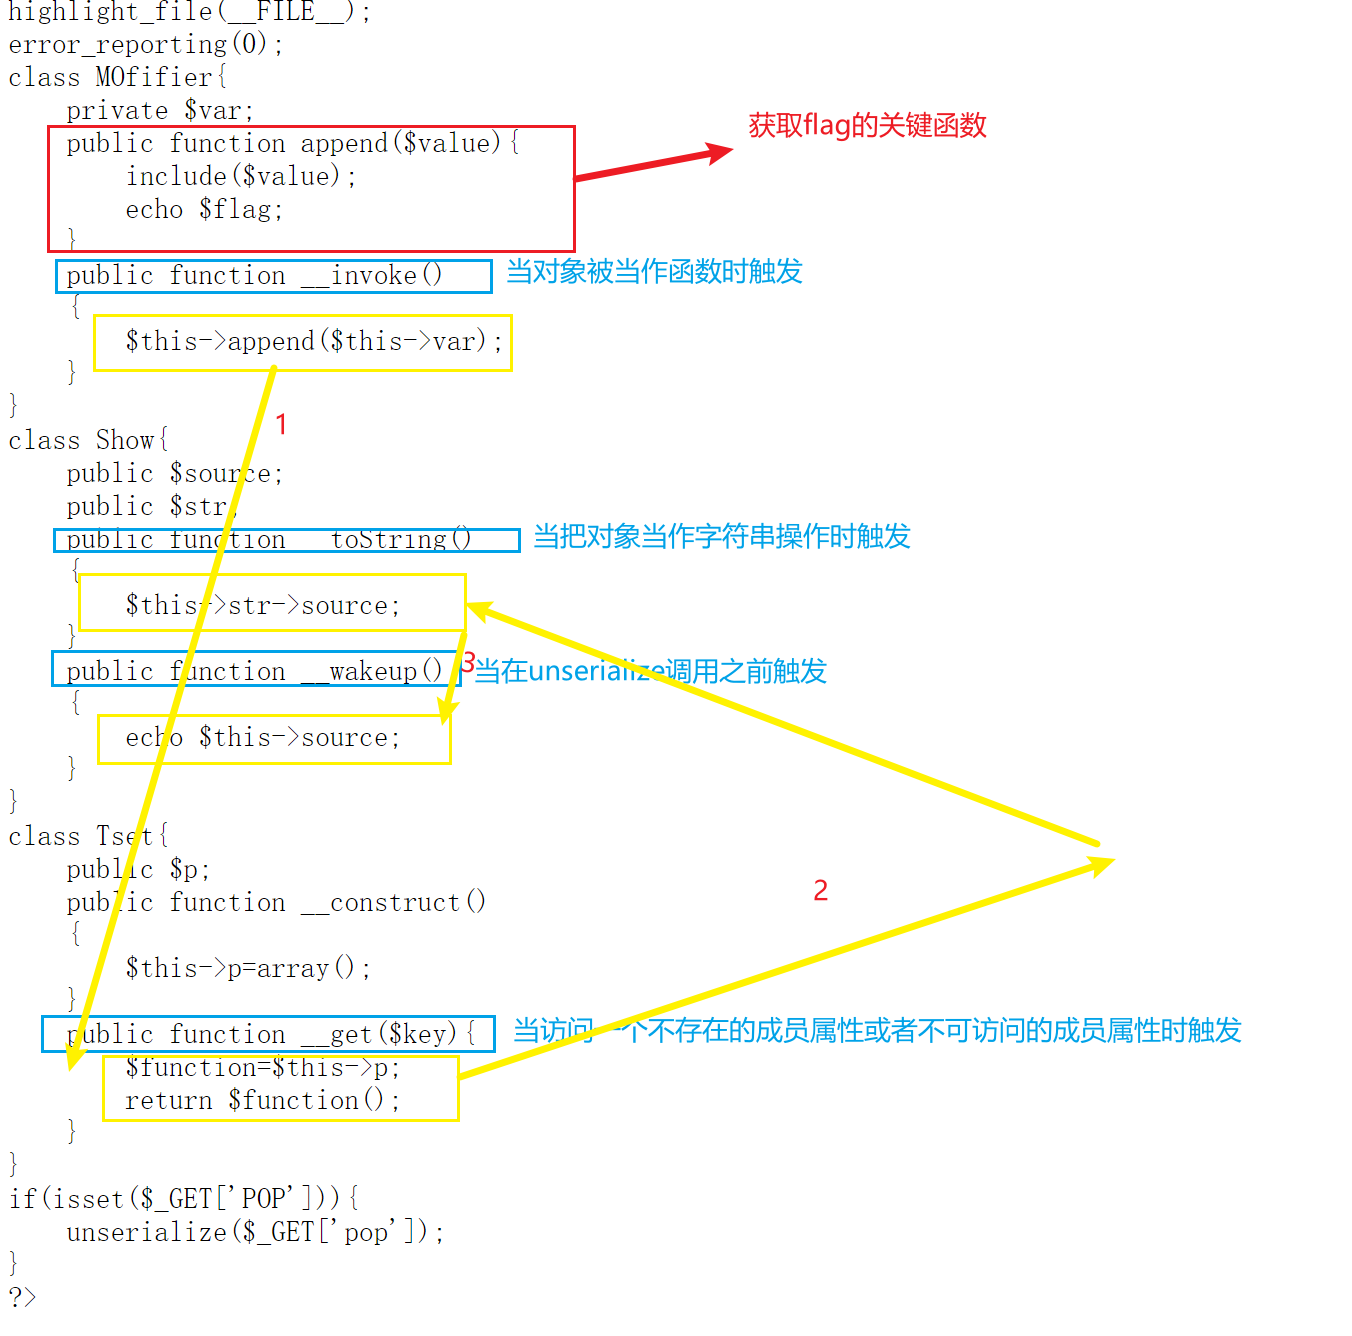 highlight_file(__FILE__);
error_reporting(0);
class MOfifier{
private $var;
public function append($value){
获取flag的关键函数
include($value);
echo $flag;
}
public function __invoke() 当对象被当作函数时触发
{
$this->append($this->var);
}
}
1
class Show{
public $source;
public $str;
public function __toString() 当把对象当作字符串操作时触发
{
$this->str->source;
}
public function __wakeup() 3 当在unserialize调用之前触发
{
echo $this->source;
}
}
class Tset{
public $p;
2
public function __construct()
{
$this->p=array();
}
public function __get($key){ 当访问一个不存在的成员属性或者不可访问的成员属性时触发
$function=$this->p;
return $function();
}
}
if(isset($_GET['POP'])){
unserialize($_GET['pop']);
}
?>